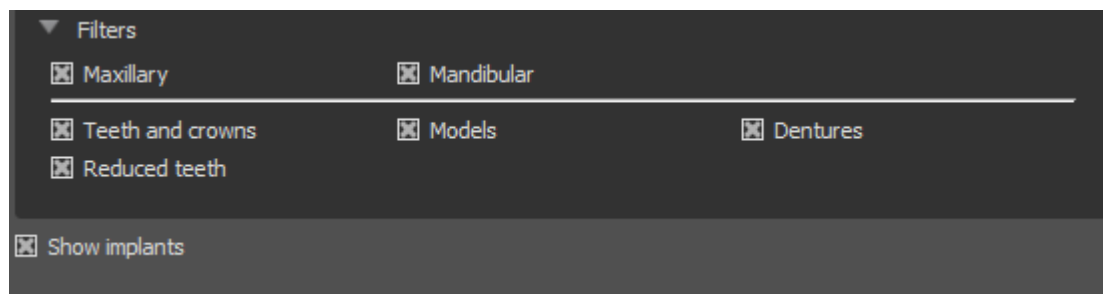 Filters
Maxillary Mandibular
Teeth and crowns Models Dentures
Reduced teeth
Show implants